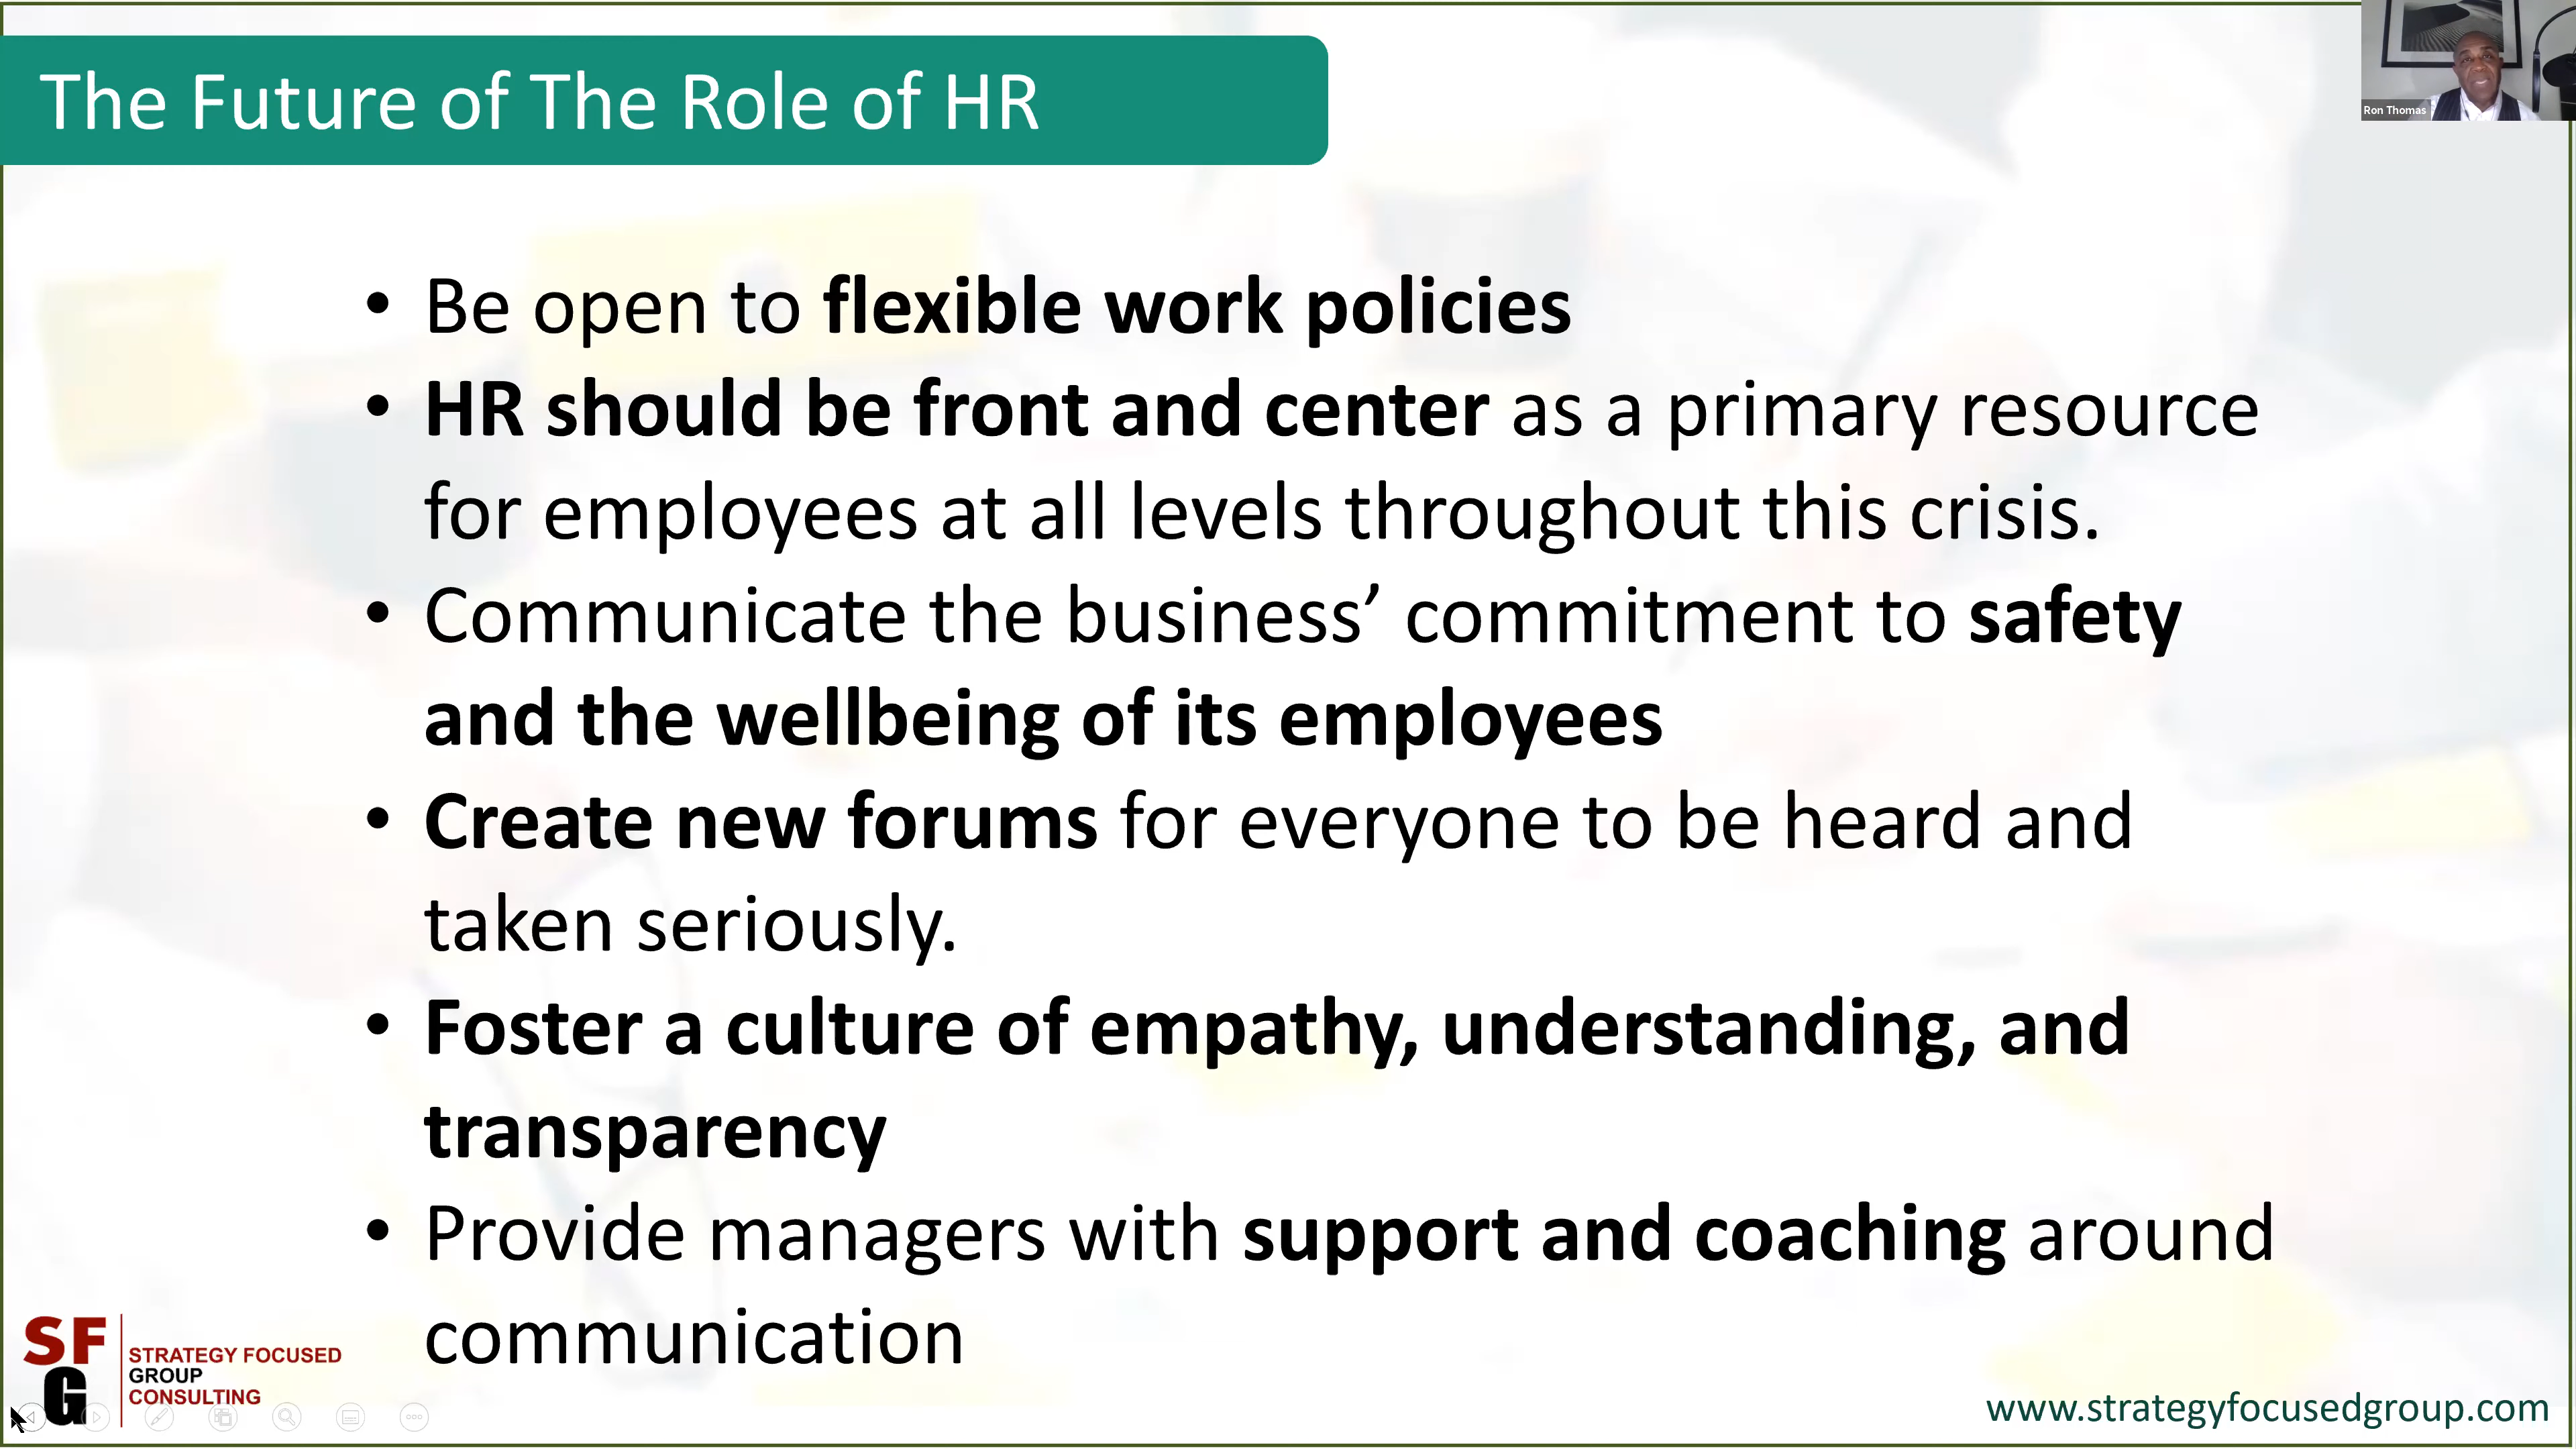 The Future of The Role of HR
Ron Thomas
• Be open to flexible work policies
• HR should be front and center as a primary resource
for employees at all levels throughout this crisis.
• Communicate the business’ commitment to safety
and the wellbeing of its employees
• Create new forums for everyone to be heard and
taken seriously.
• Foster a culture of empathy, understanding, and
transparency
• Provide managers with support and coaching around
communication
SF
G
STRATEGY FOCUSED
GROUP
CONSULTING
www.strategyfocusedgroup.com